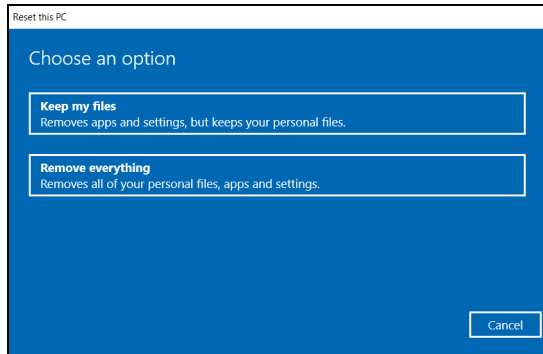 Reset this PC
Choose an option
Keep my files
Removes apps and settings, but keeps your personal files.
Remove everything
Removes all of your personal files, apps and settings.
Cancel